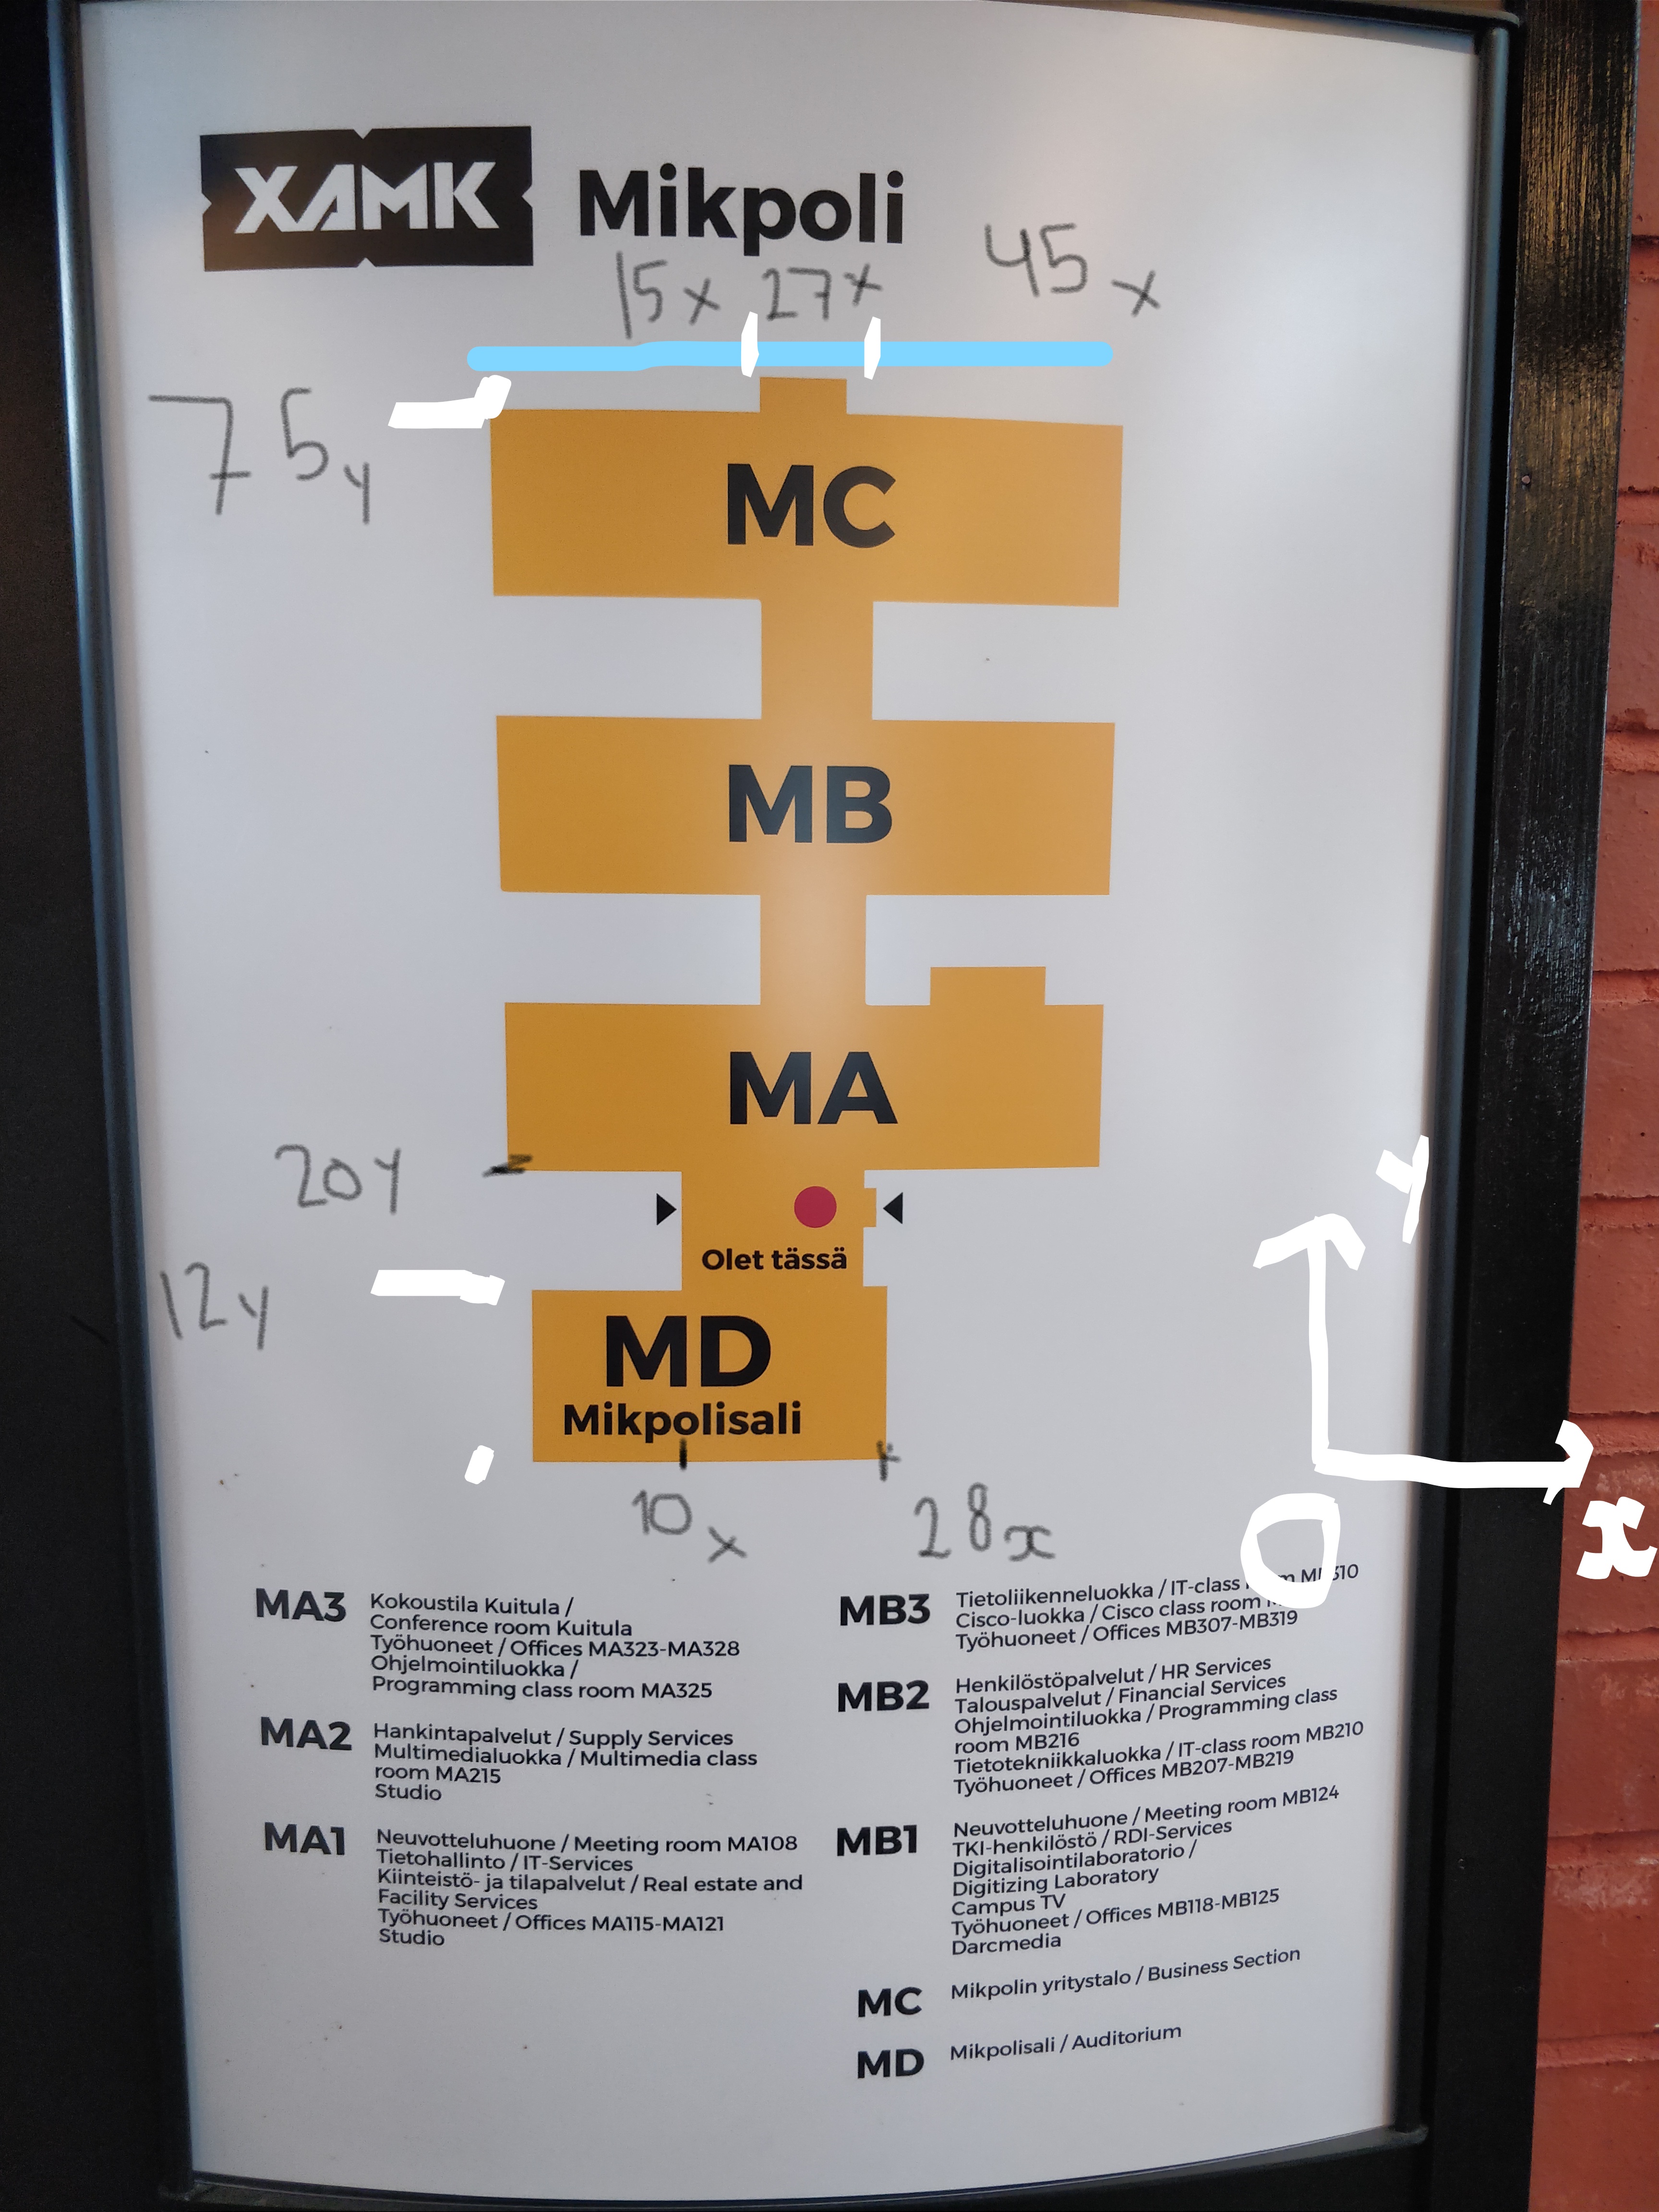 XAMK Mikpoli
15x 27x 45x
75y
MC
MB
MA
20y
Olet tässä
12y
MD
Mikpolisali
10x 28x
y
x
0
MA3 Kokoustila Kuitula /
Conference room Kuitula
Työhuoneet / Offices MA323-MA328
Ohjelmointiluokka /
Programming class room MA325
MA2 Hankintapalvelut / Supply Services
Multimedialuokka / Multimedia class
room MA215
Studio
MA1 Neuvotteluhuone / Meeting room MA108
Tietohallinto / IT-Services
Kiinteistö- ja tilapalvelut / Real estate and
Facility Services
Työhuoneet / Offices MA115-MA121
Studio
MB3 Tietoliikenneluokka / IT-class
Cisco-luokka / Cisco class room
Työhuoneet / Offices MB307-MB319
MB2 Henkilöstöpalvelut / HR Services
Talouspalvelut / Financial Services
Ohjelmointiluokka / Programming class
room MB216
Tietotekniikkaluokka / IT-class room MB210
Työhuoneet / Offices MB207-MB219
MB1 Neuvotteluhuone / Meeting room MB124
TKI-henkilöstö / RDI-Services
Digitalisointilaboratorio /
Digitizing Laboratory
Campus TV
Työhuoneet / Offices MB118-MB125
Darcmedia
MC Mikpolin yritystalo / Business Section
MD Mikpolisali / Auditorium